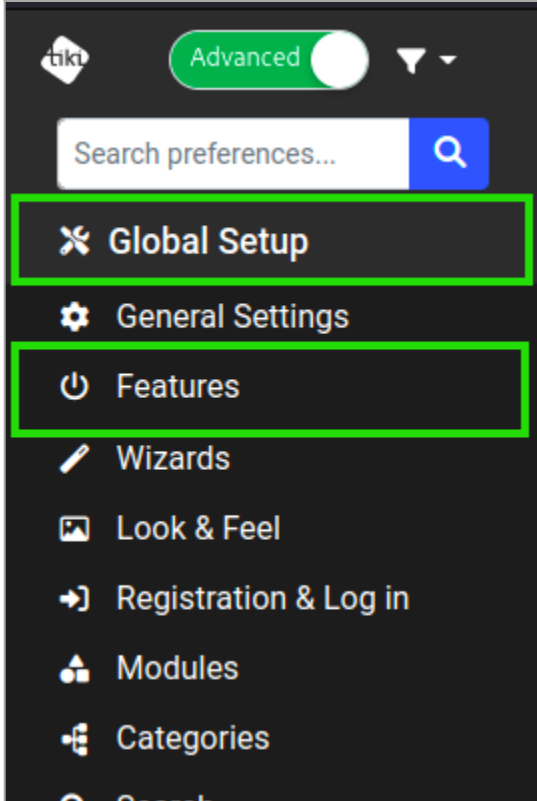 tiki
Advanced
Search preferences...
Global Setup
General Settings
Features
Wizards
Look & Feel
Registration & Log in
Modules
Categories